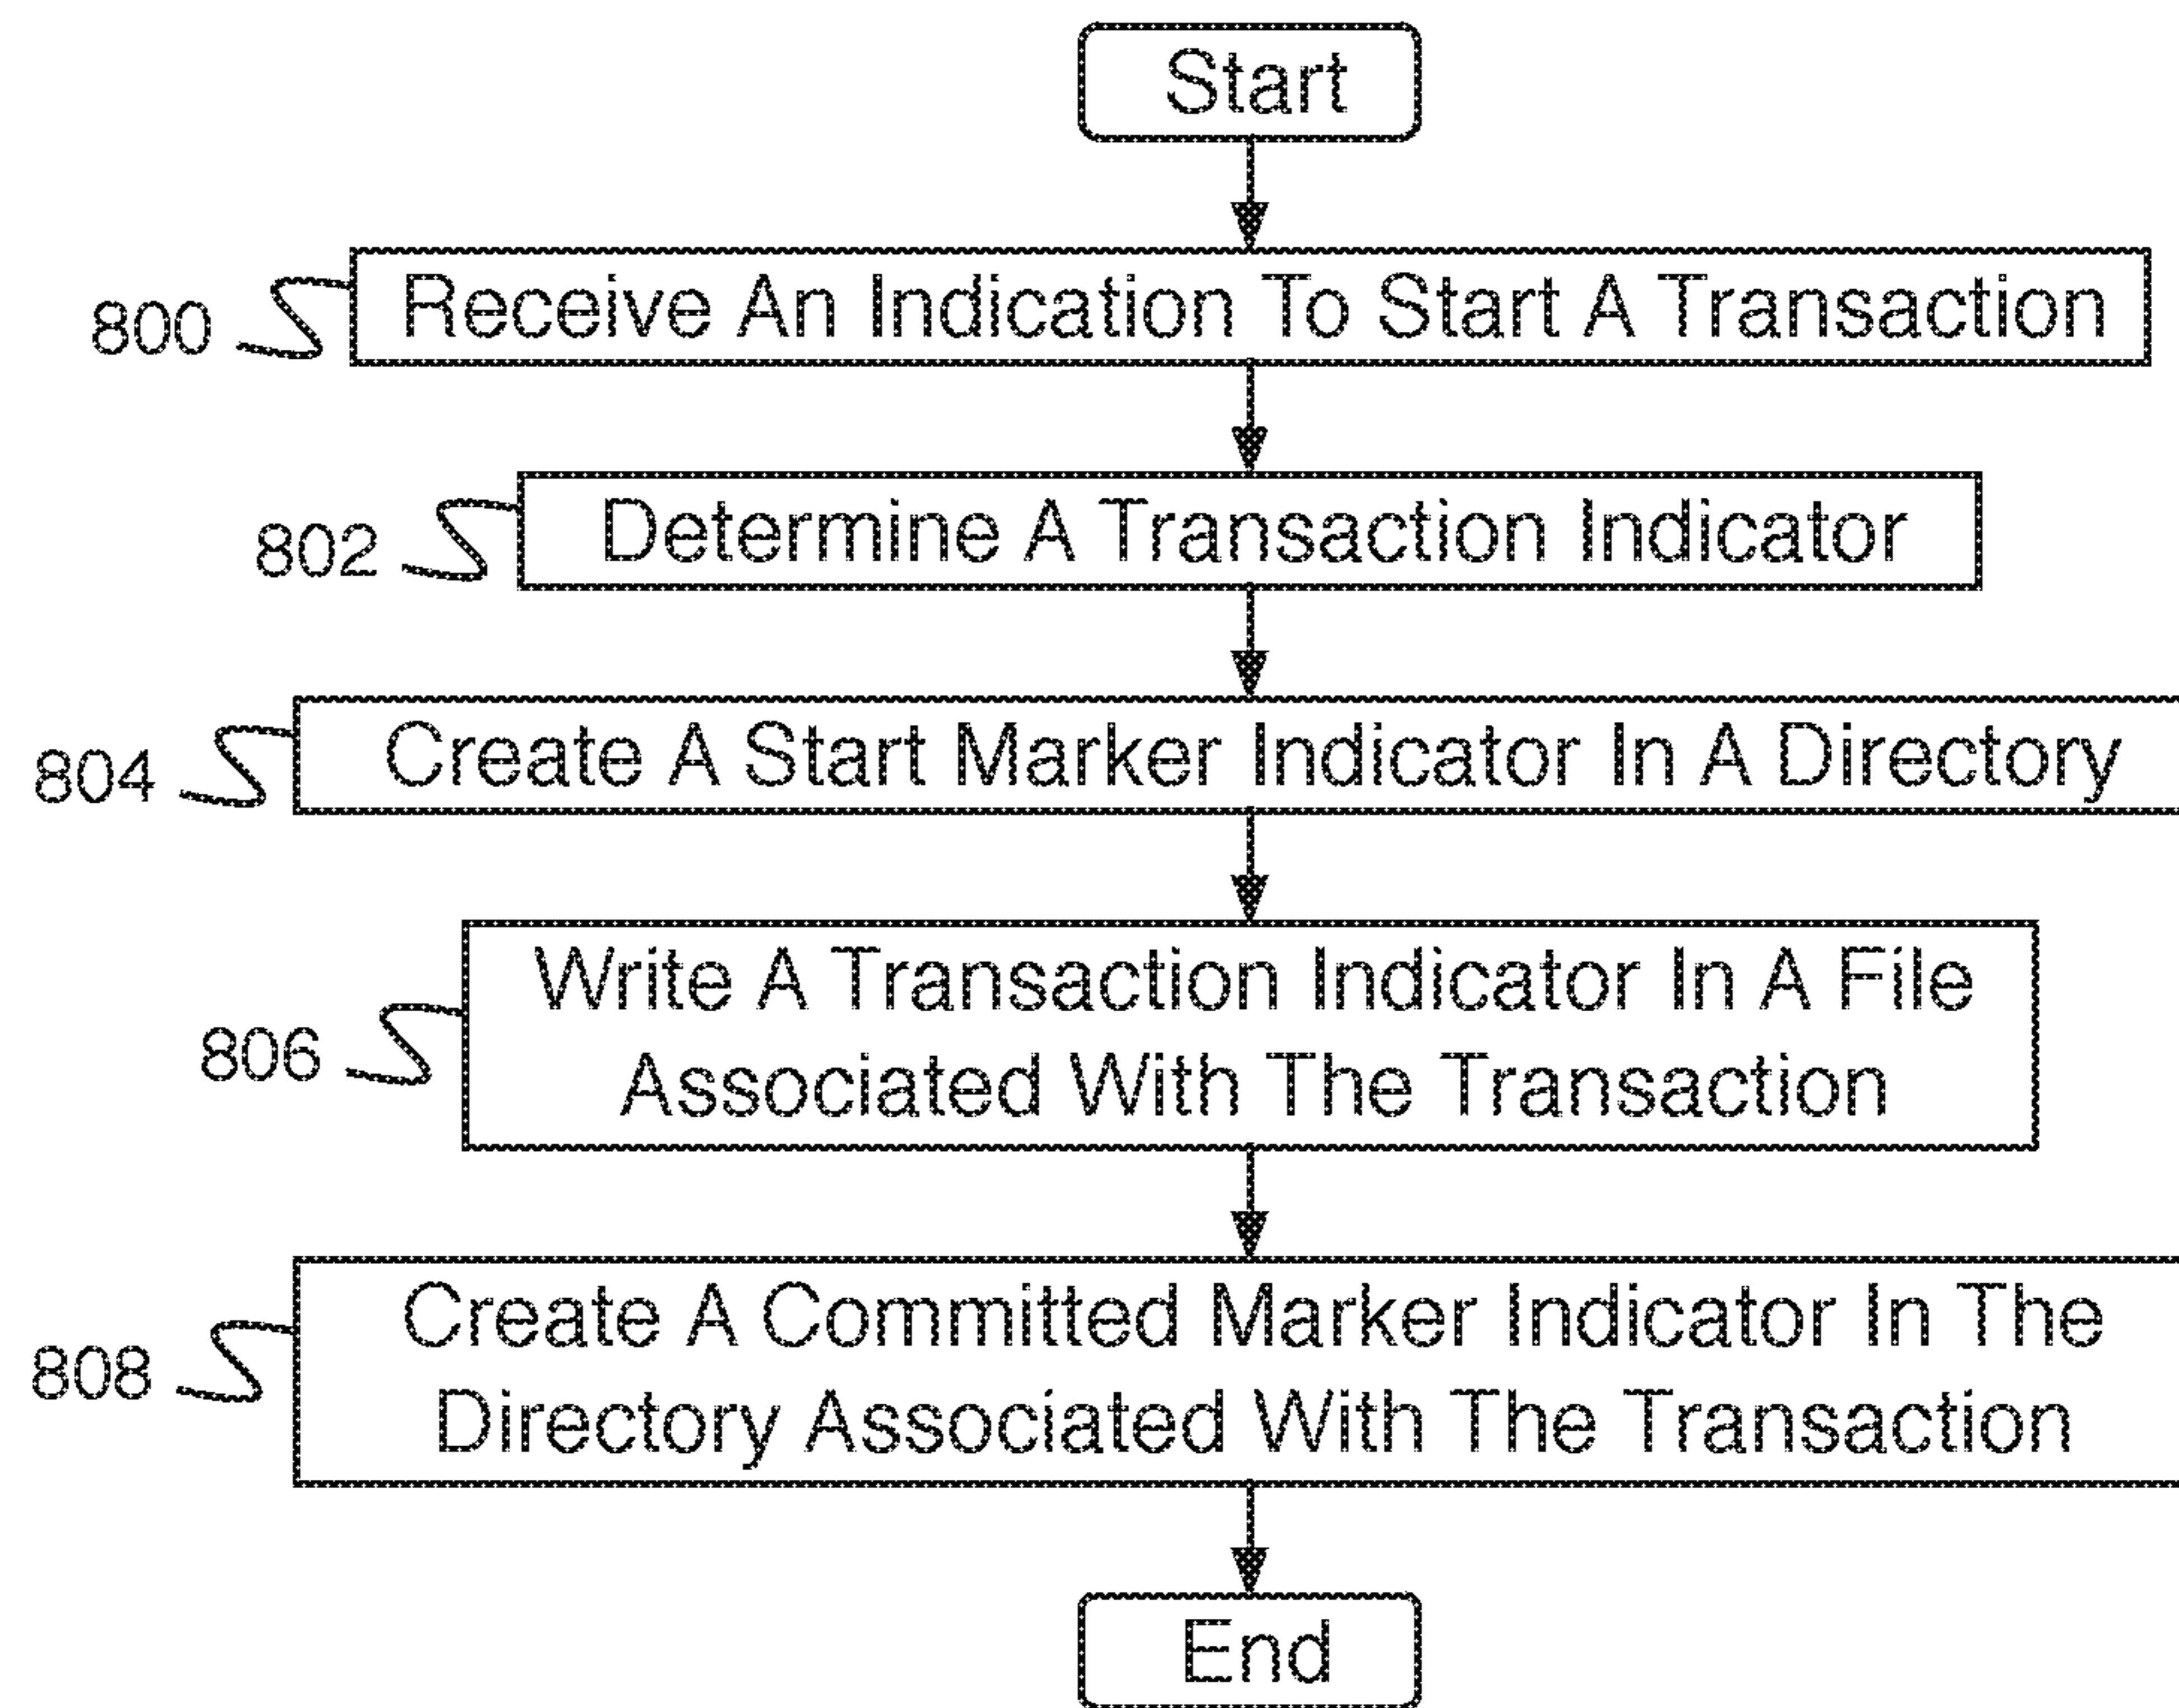 Start
800 Receive An Indication To Start A Transaction
802 Determine A Transaction Indicator
804 Create A Start Marker Indicator In A Directory
Write A Transaction Indicator In A File
806 Associated With The Transaction
Create A Committed Marker Indicator In The
808 Directory Associated With The Transaction
End